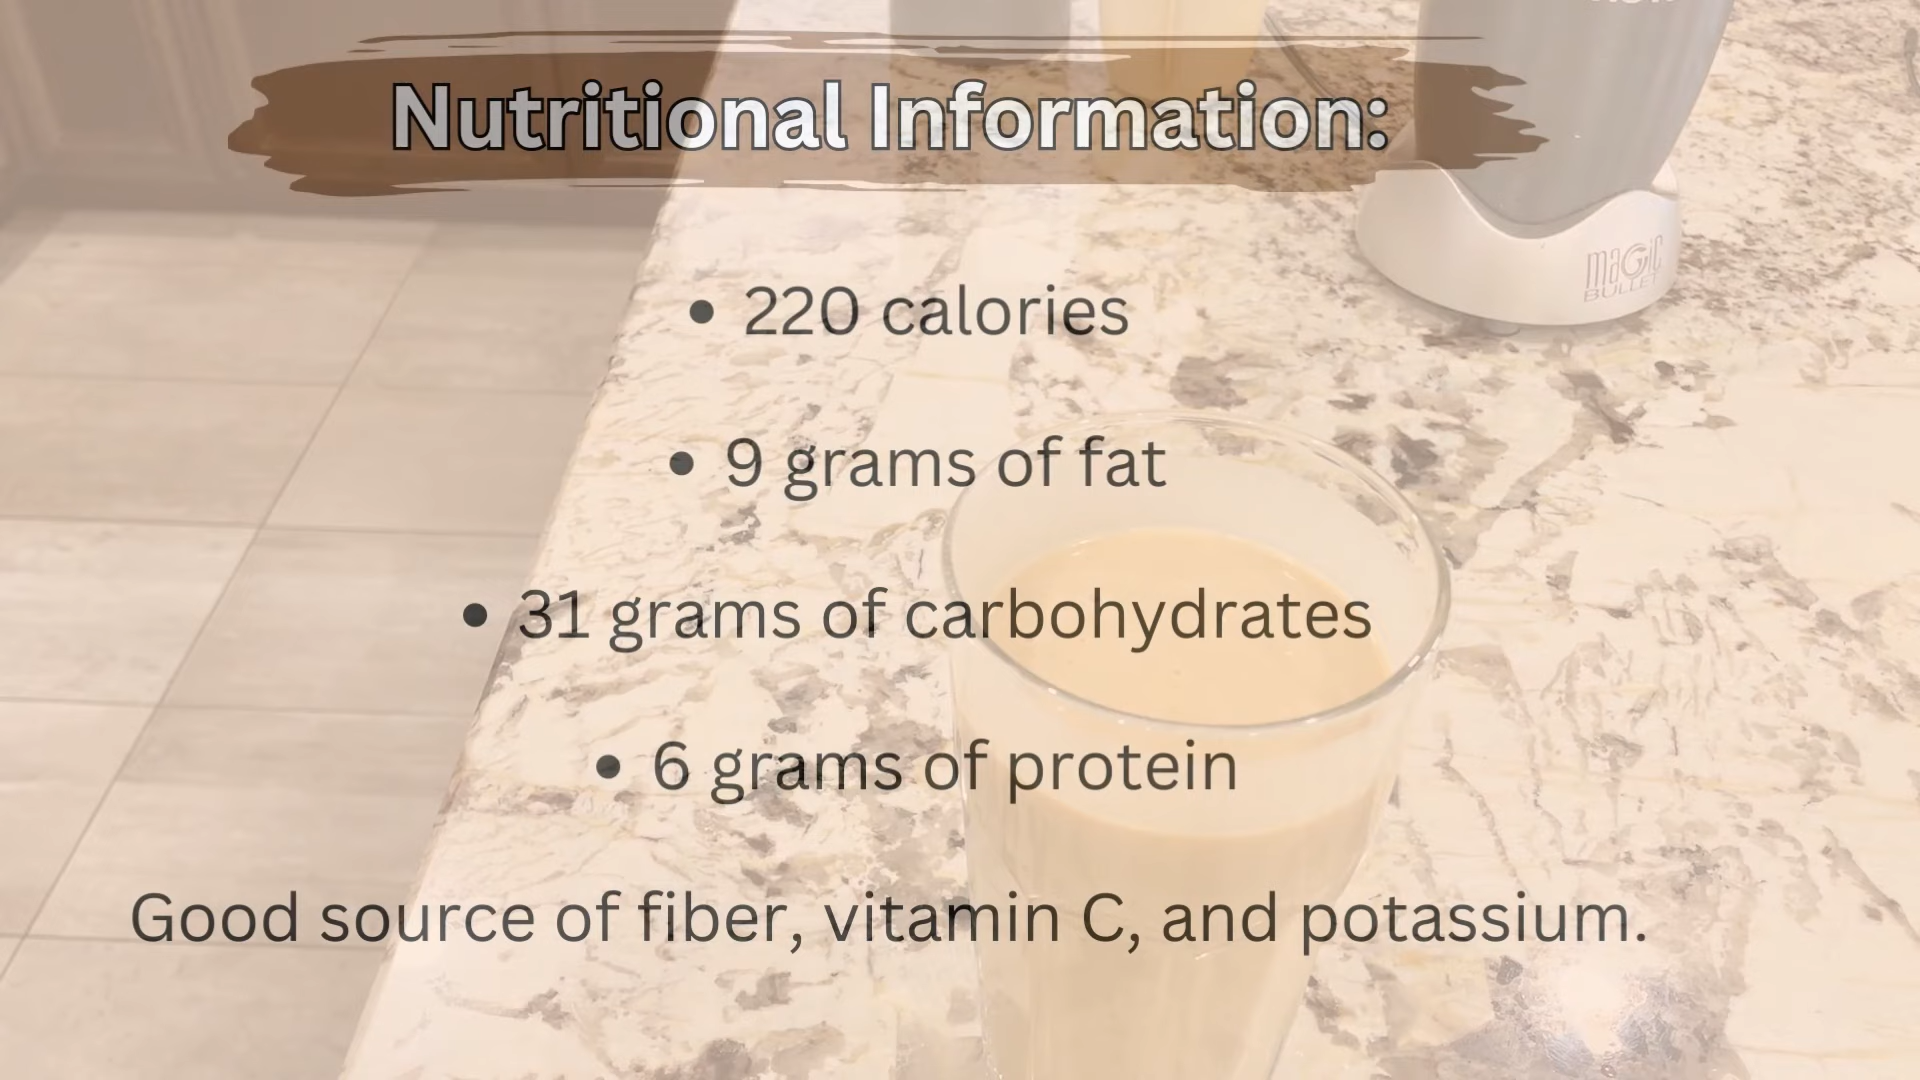 Nutritional Information:
magic
BULLET
• 220 calories
• 9 grams of fat
• 31 grams of carbohydrates
• 6 grams of protein
Good source of fiber, vitamin C, and potassium.